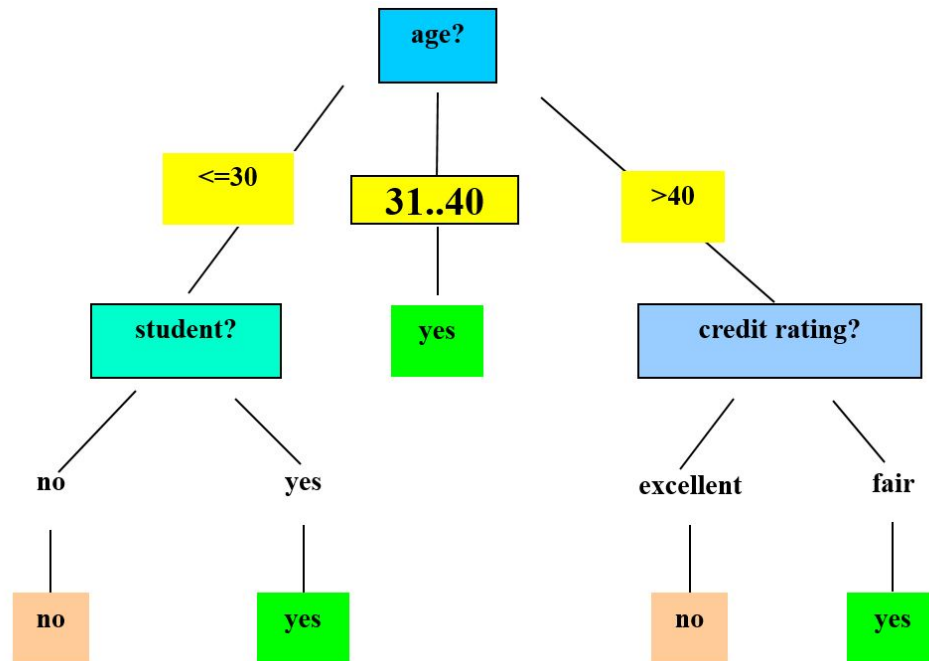 age?
<=30
31..40
>40
student?
yes
credit rating?
no
yes
excellent
fair
no
yes
no
yes